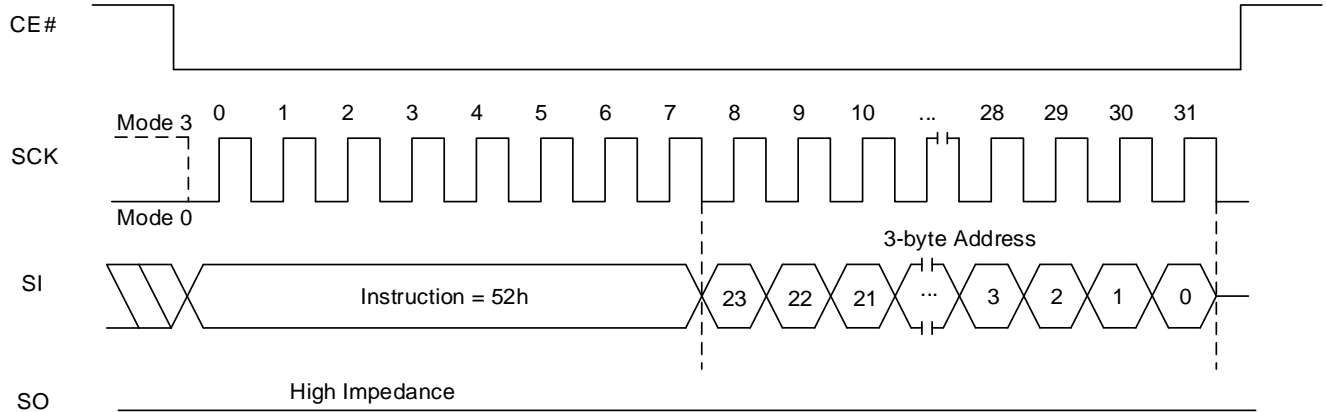 CE#
0 1 2 3 4 5 6 7 8 9 10 ... 28 29 30 31
Mode 3
SCK
Mode 0
3-byte Address
SI
Instruction = 52h 23 22 21 ... 3 2 1 0
High Impedance
SO